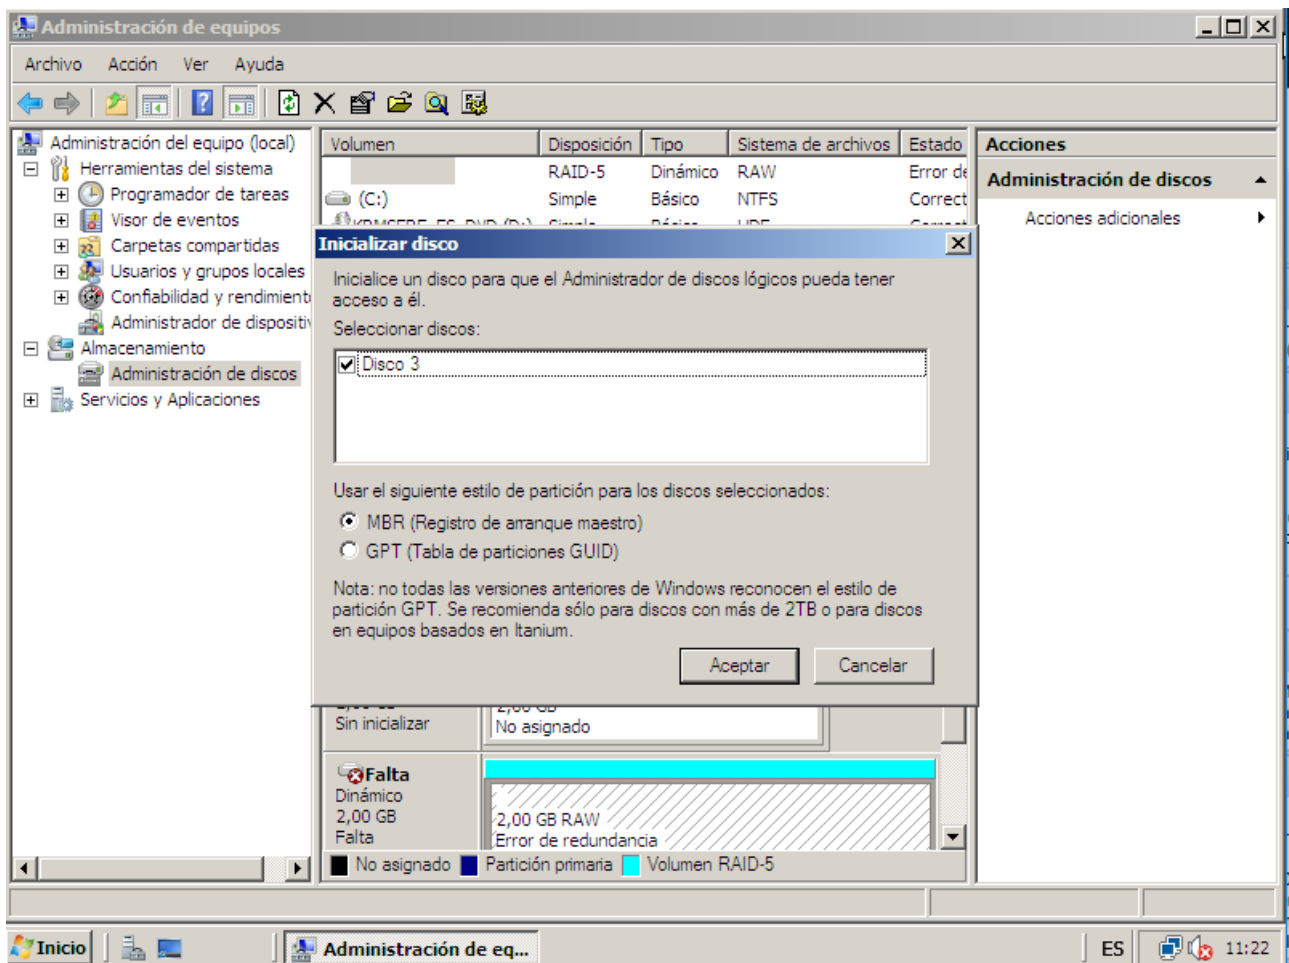 Administración de equipos
Archivo Acción Ver Ayuda
Administración del equipo (local)
Herramientas del sistema
Programador de tareas
Visor de eventos
Carpetas compartidas
Usuarios y grupos locales
Confiabilidad y rendimient
Administrador de dispositiv
Almacenamiento
Administración de discos
Servicios y Aplicaciones
Volumen Disposición Tipo Sistema de archivos Estado
RAID-5 Dinámico RAW Error de
(C:) Simple Básico NTFS Correct
Acciones
Administración de discos
Acciones adicionales
Inicializar disco
Inicialice un disco para que el Administrador de discos lógicos pueda tener
acceso a él.
Seleccionar discos:
Disco 3
Usar el siguiente estilo de partición para los discos seleccionados:
MBR (Registro de arranque maestro)
GPT (Tabla de particiones GUID)
Nota: no todas las versiones anteriores de Windows reconocen el estilo de
partición GPT. Se recomienda sólo para discos con más de 2TB o para discos
en equipos basados en Itanium.
Aceptar Cancelar
Sin inicializar
No asignado
Falta
Dinámico
2,00 GB
Falta
2,00 GB RAW
Error de redundancia
No asignado Partición primaria Volumen RAID-5
Inicio Administración de eq... ES 11:22